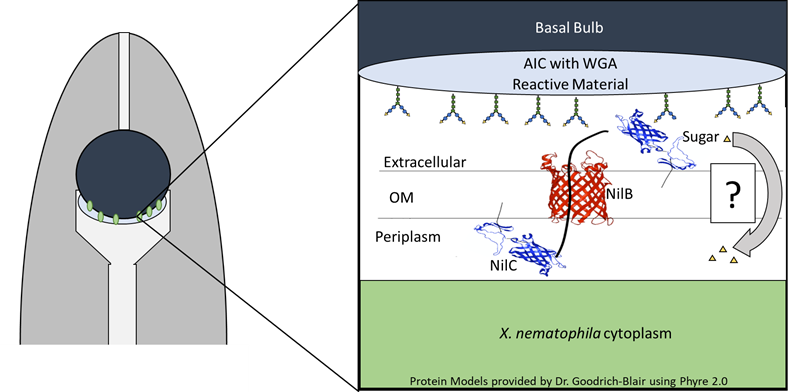 Basal Bulb
AIC with WGA
Reactive Material
Sugar
Extracellular
?
OM
NilB
Periplasm
NilC
X. nematophila cytoplasm
Protein Models provided by Dr. Goodrich-Blair using Phyre 2.0